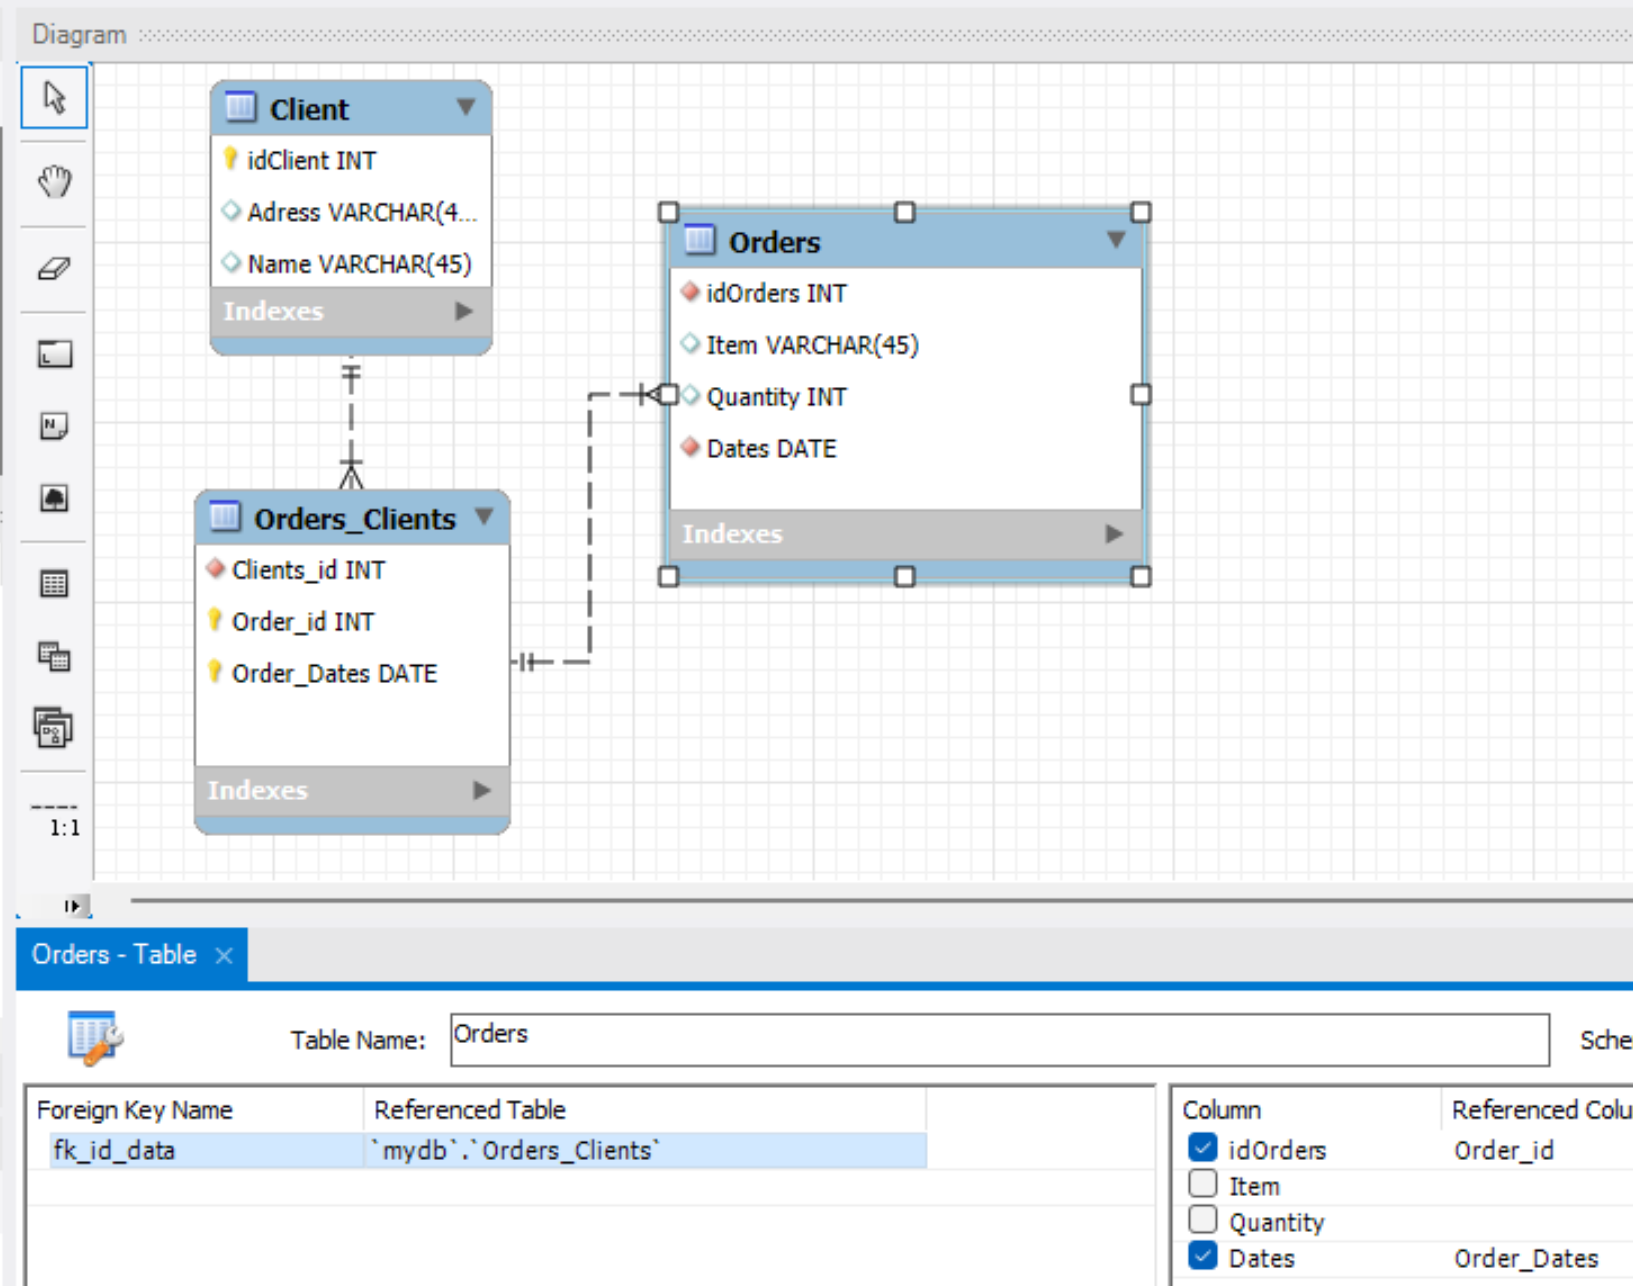 Diagram
Client
idClient INT
Adress VARCHAR(4...
Name VARCHAR(45)
Indexes
Orders
idOrders INT
Item VARCHAR(45)
Quantity INT
Dates DATE
Indexes
Orders_Clients
Clients_id INT
Order_id INT
Order_Dates DATE
Indexes
1:1
Orders - Table
Table Name: Orders Sche
Foreign Key Name Referenced Table Column Referenced Colu
fk_id_data `mydb`.`Orders_Clients` idOrders Order_id
Item
Quantity
Dates Order_Dates